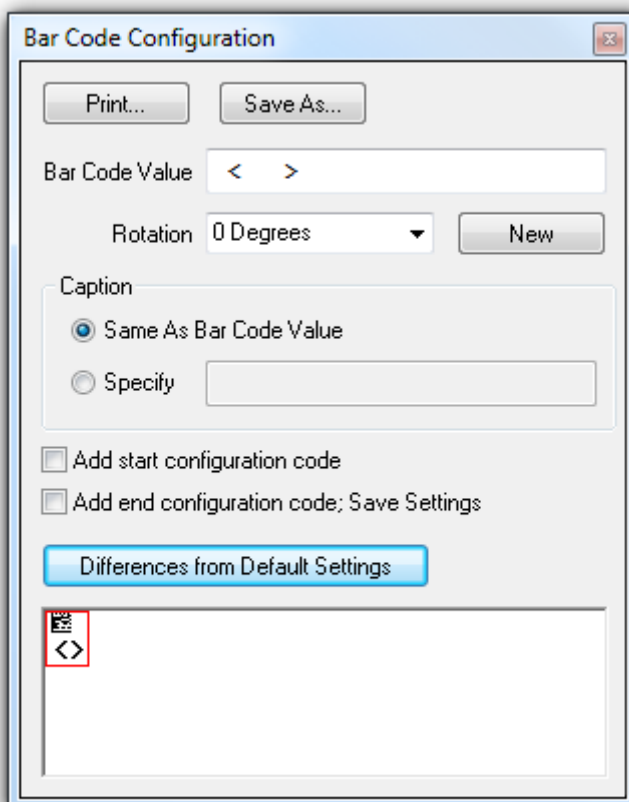 Bar Code Configuration
Print... Save As...
Bar Code Value < >
Rotation 0 Degrees New
Caption
Same As Bar Code Value
Specify
Add start configuration code
Add end configuration code; Save Settings
Differences from Default Settings
<>